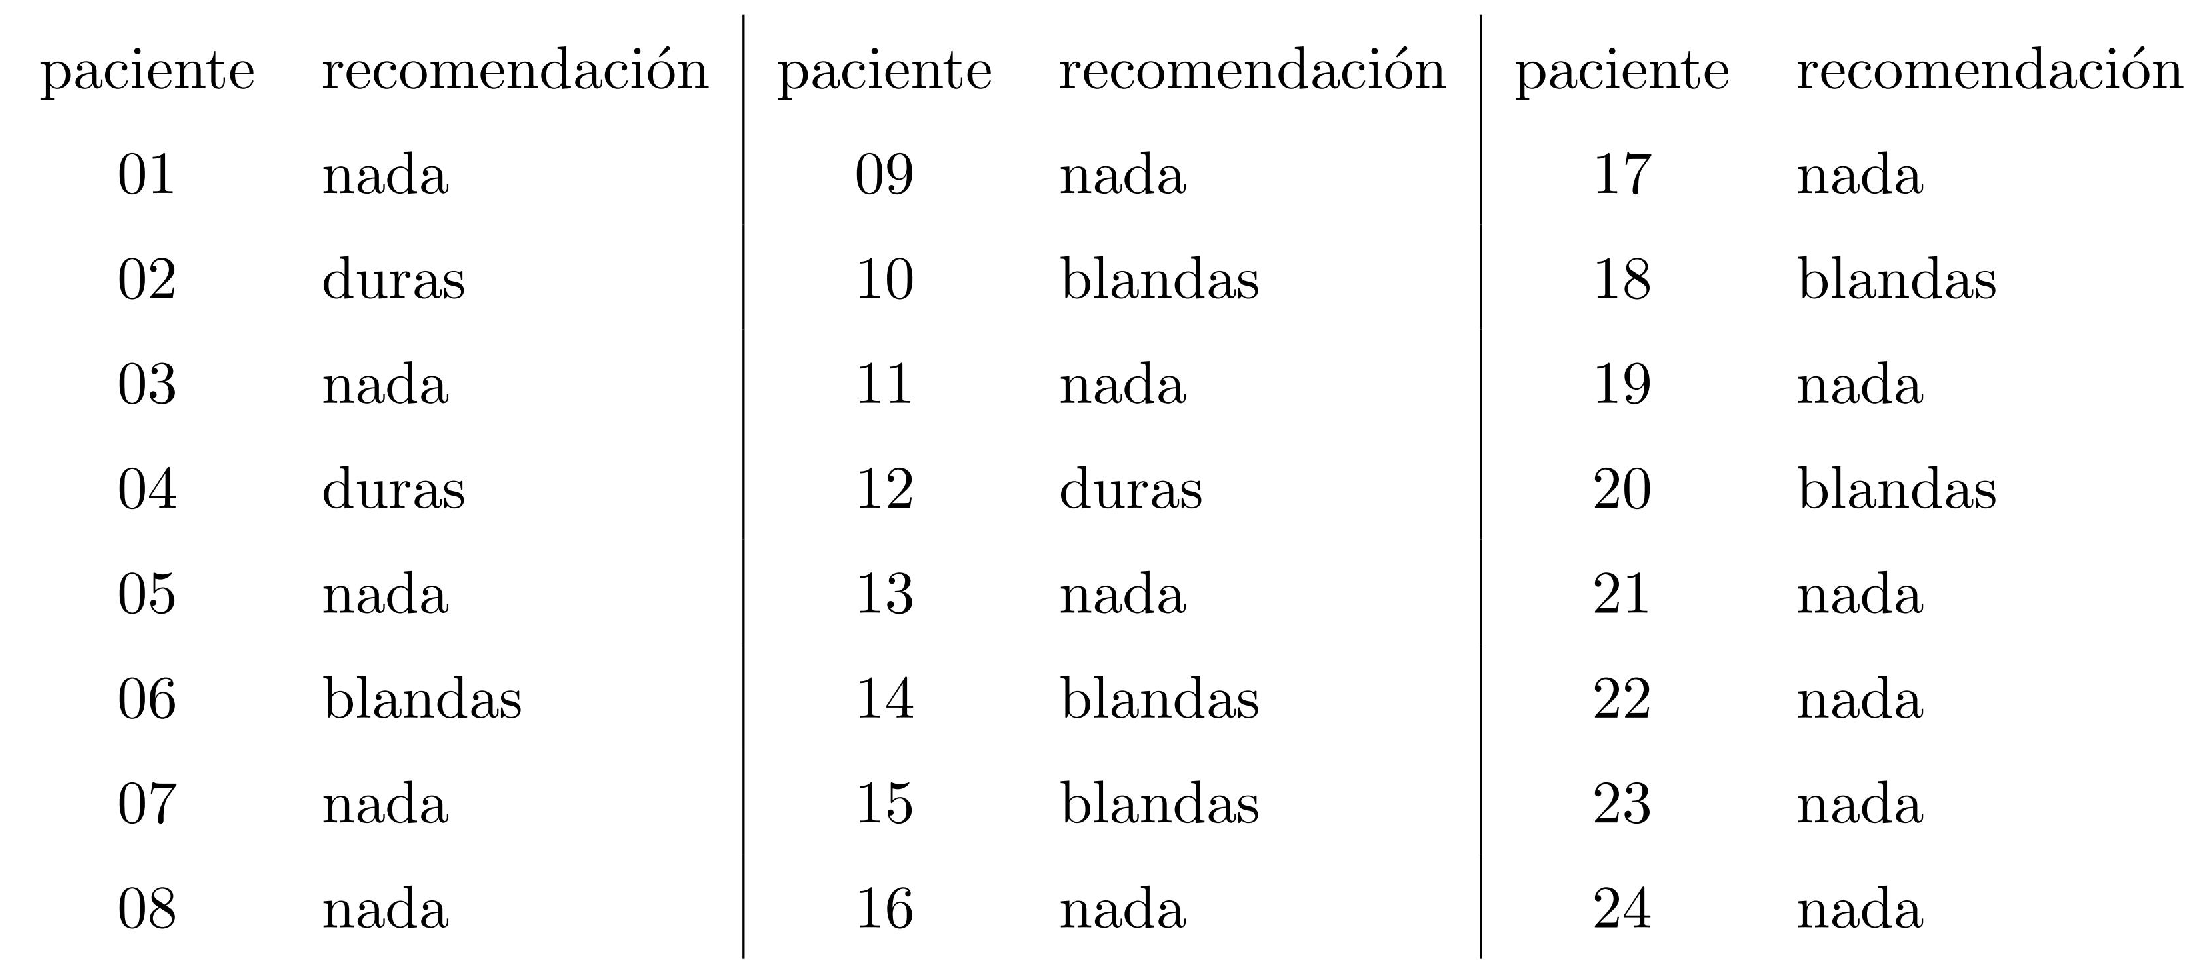 paciente recomendación paciente recomendación paciente recomendación
01 nada 09 nada 17 nada
02 duras 10 blandas 18 blandas
03 nada 11 nada 19 nada
04 duras 12 duras 20 blandas
05 nada 13 nada 21 nada
06 blandas 14 blandas 22 nada
07 nada 15 blandas 23 nada
08 nada 16 nada 24 nada